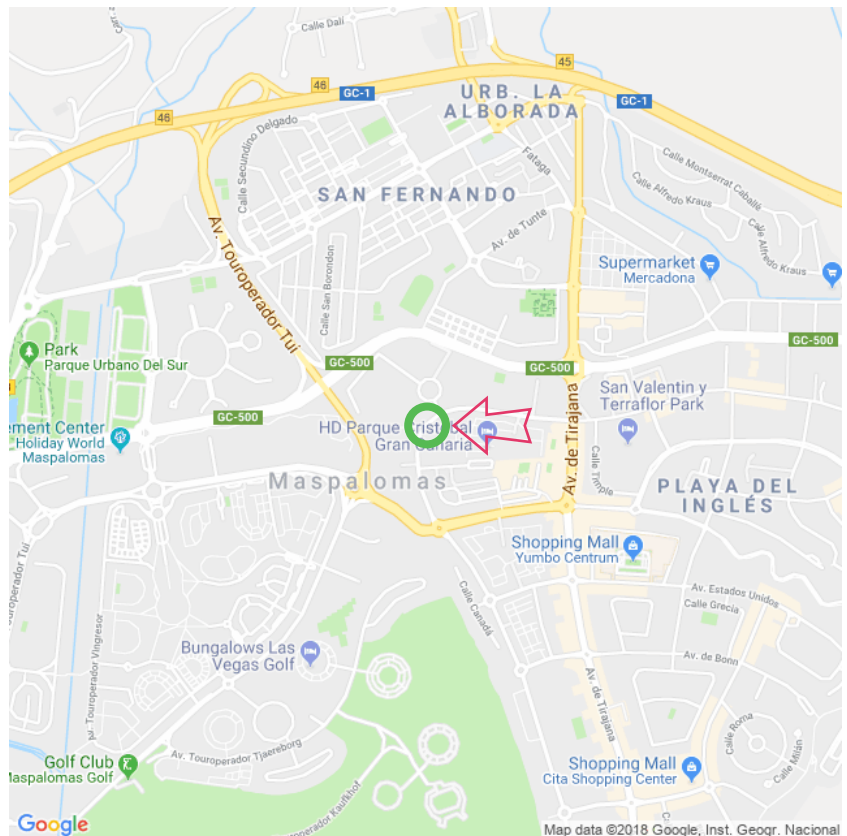 Calle Dalí
46
45
GC-1
46
URB. LA
ALBORADA
GC-1
Calle Secundino Delgado
Fataga
Calle Montserrat Caballé
Calle Alfredo Kraus
SAN FERNANDO
Calle Alfredo Kraus
Av. de Tunte
Av. Touroperador Tui
Calle San Borondon
Supermarket
Mercadona
GC-500
GC-500
GC-500
Park
Parque Urbano Del Sur
San Valentin y
Terraflor Park
Av. de Tirajana
ement Center
Holiday World
Maspalomas
HD Parque Cristobal
Gran Canaria
Calle Timple
Maspalomas
PLAYA DEL
INGLÉS
Shopping Mall
Yumbo Centrum
Touroperador Tui
Calle Canadá
Av. Estados Unidos
Calle Grecia
Bungalows Las
Vegas Golf
Av. Touroperador Vingresor
Av. de Bonn
Av. de Tirajana
Calle Roma
Calle Milán
Av. Touroperador Tjaereborg
Golf Club
Maspalomas Golf
Shopping Mall
Cita Shopping Center
uroperador Kaufhof
Google
Map data ©2018 Google, Inst. Geogr. Nacional